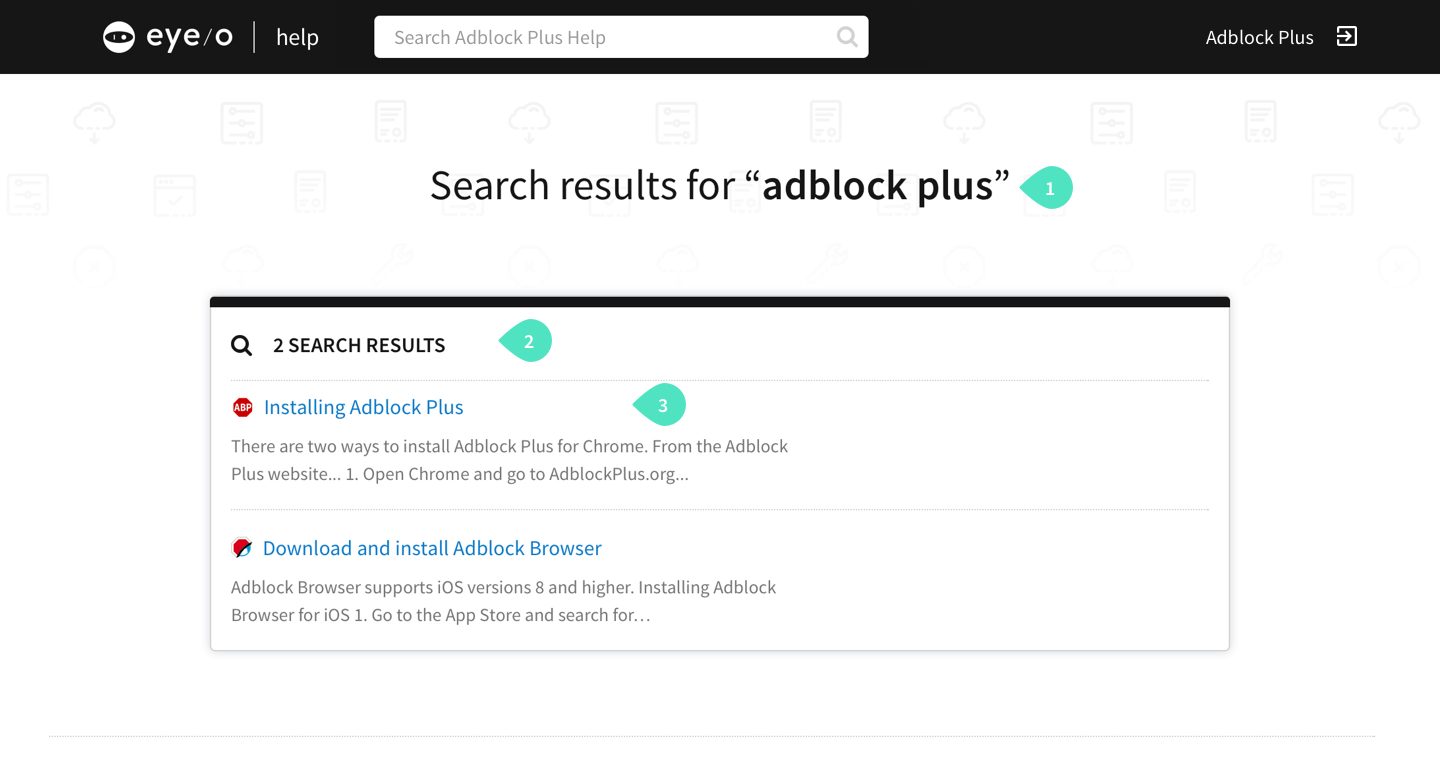 eye/o help
Search Adblock Plus Help
Adblock Plus
Search results for “adblock plus”
1
2 SEARCH RESULTS
2
ABP Installing Adblock Plus
3
There are two ways to install Adblock Plus for Chrome. From the Adblock
Plus website... 1. Open Chrome and go to AdblockPlus.org...
Download and install Adblock Browser
Adblock Browser supports iOS versions 8 and higher. Installing Adblock
Browser for iOS 1. Go to the App Store and search for…